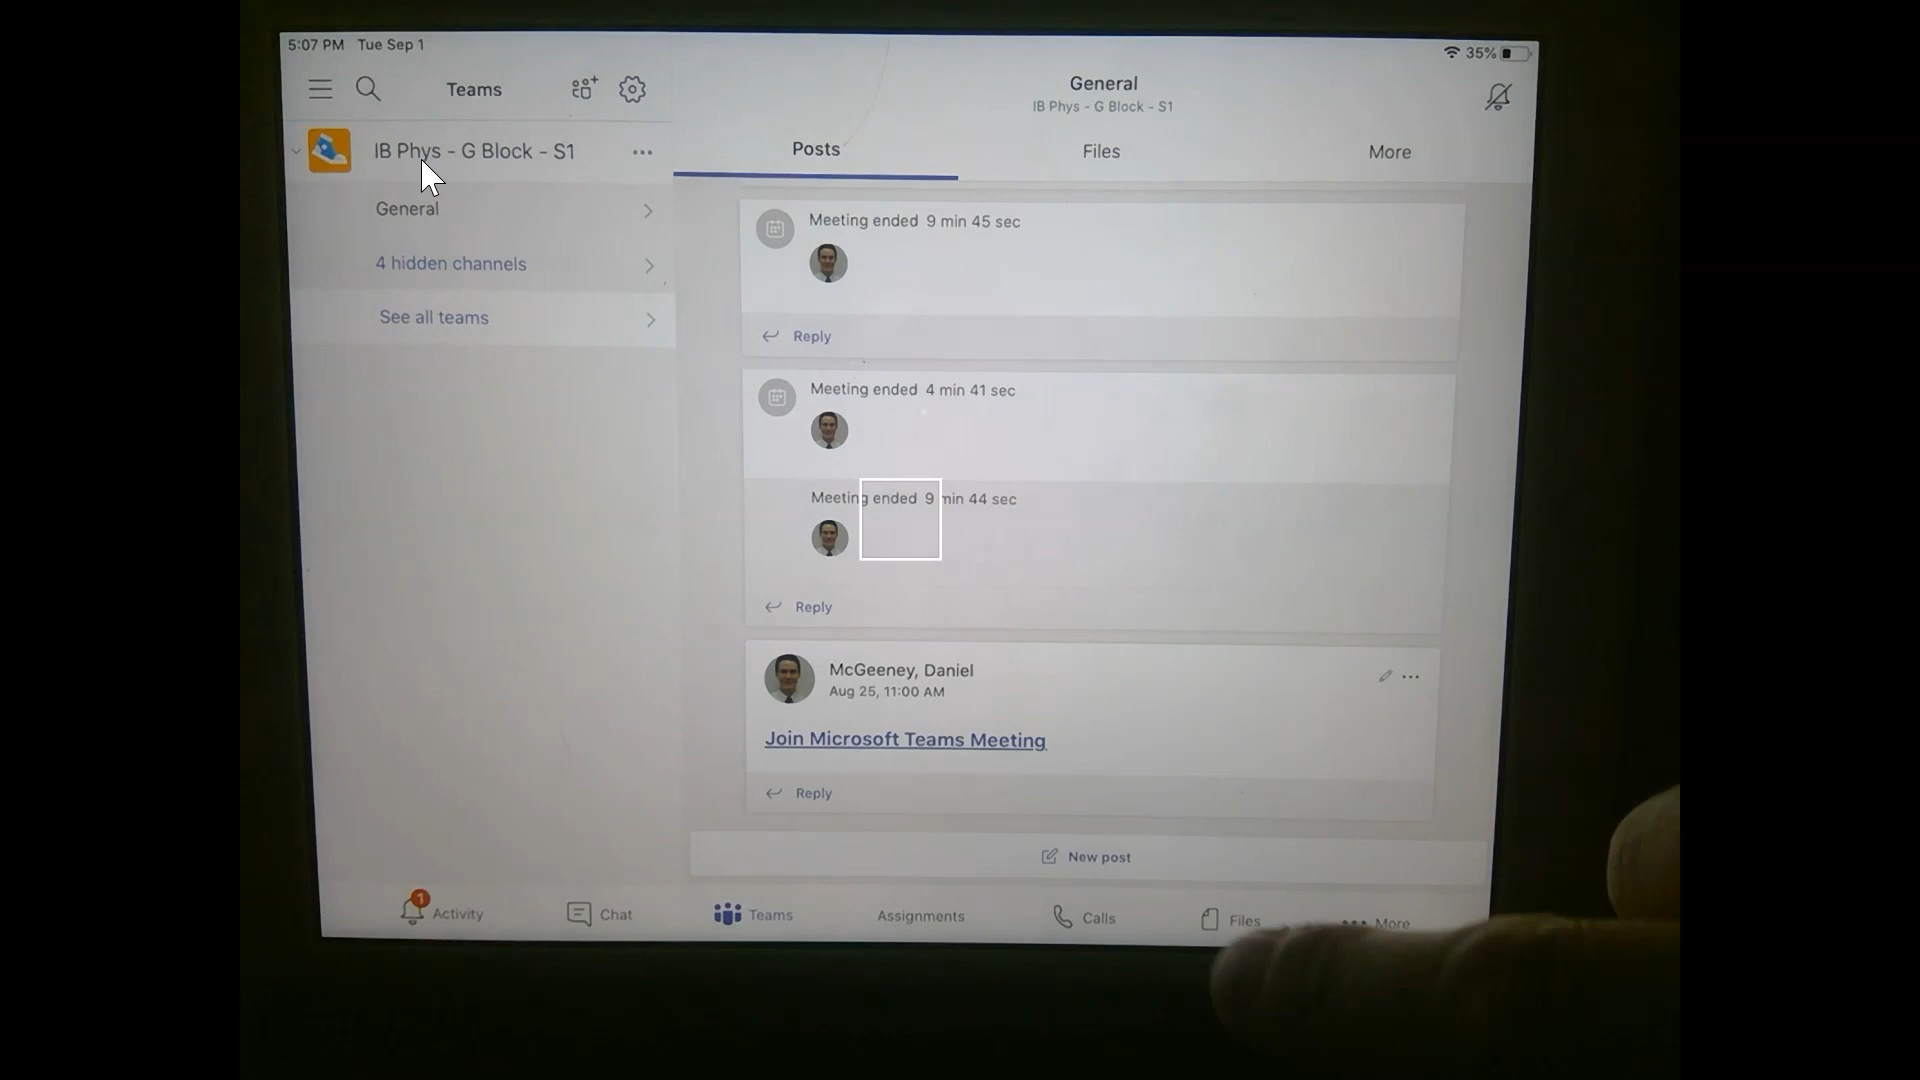 5:07 PM Tue Sep 1
35%
Teams
IB Phys - G Block - S1
General
4 hidden channels
See all teams
General
IB Phys - G Block - S1
Posts
Files
More
Meeting ended 9 min 45 sec
Reply
Meeting ended 4 min 41 sec
Meeting ended 9 min 44 sec
Reply
McGeeney, Daniel
Aug 25, 11:00 AM
Join Microsoft Teams Meeting
Reply
New post
1
Activity
Chat
Teams
Assignments
Calls
Files
More